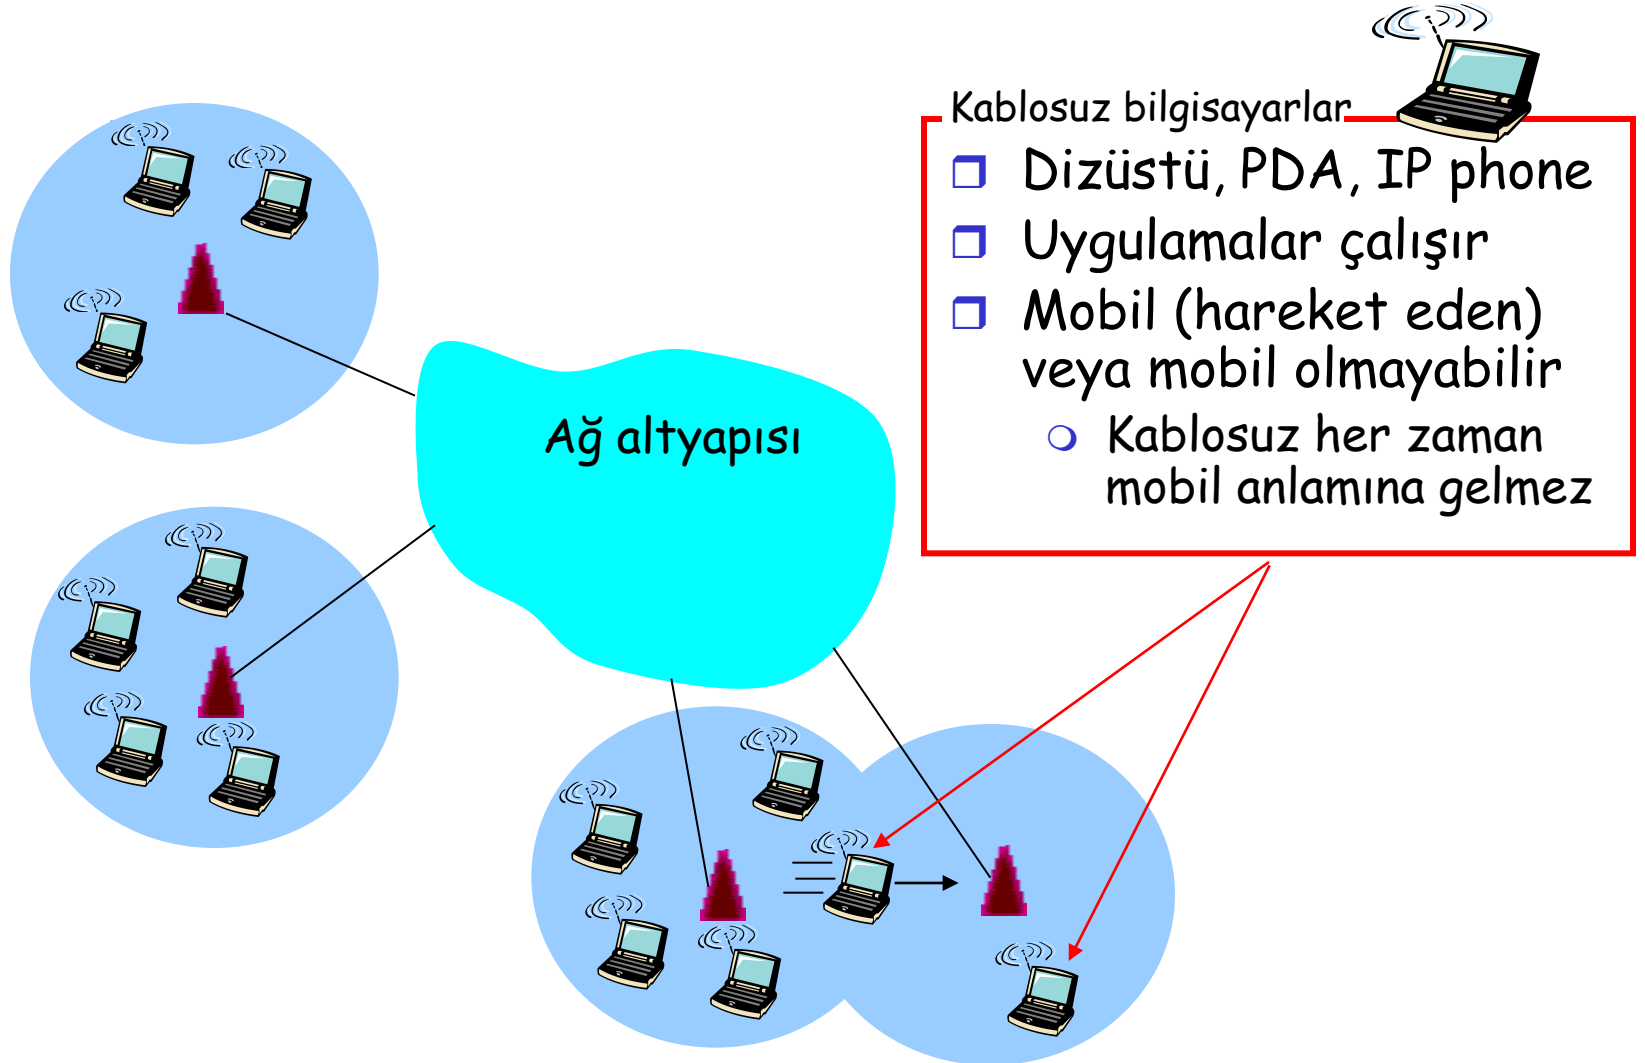 Kablosuz bilgisayarlar
Dizüstü, PDA, IP phone
Uygulamalar çalışır
Mobil (hareket eden)
veya mobil olmayabilir
Kablosuz her zaman
mobil anlamına gelmez
Ağ altyapısı